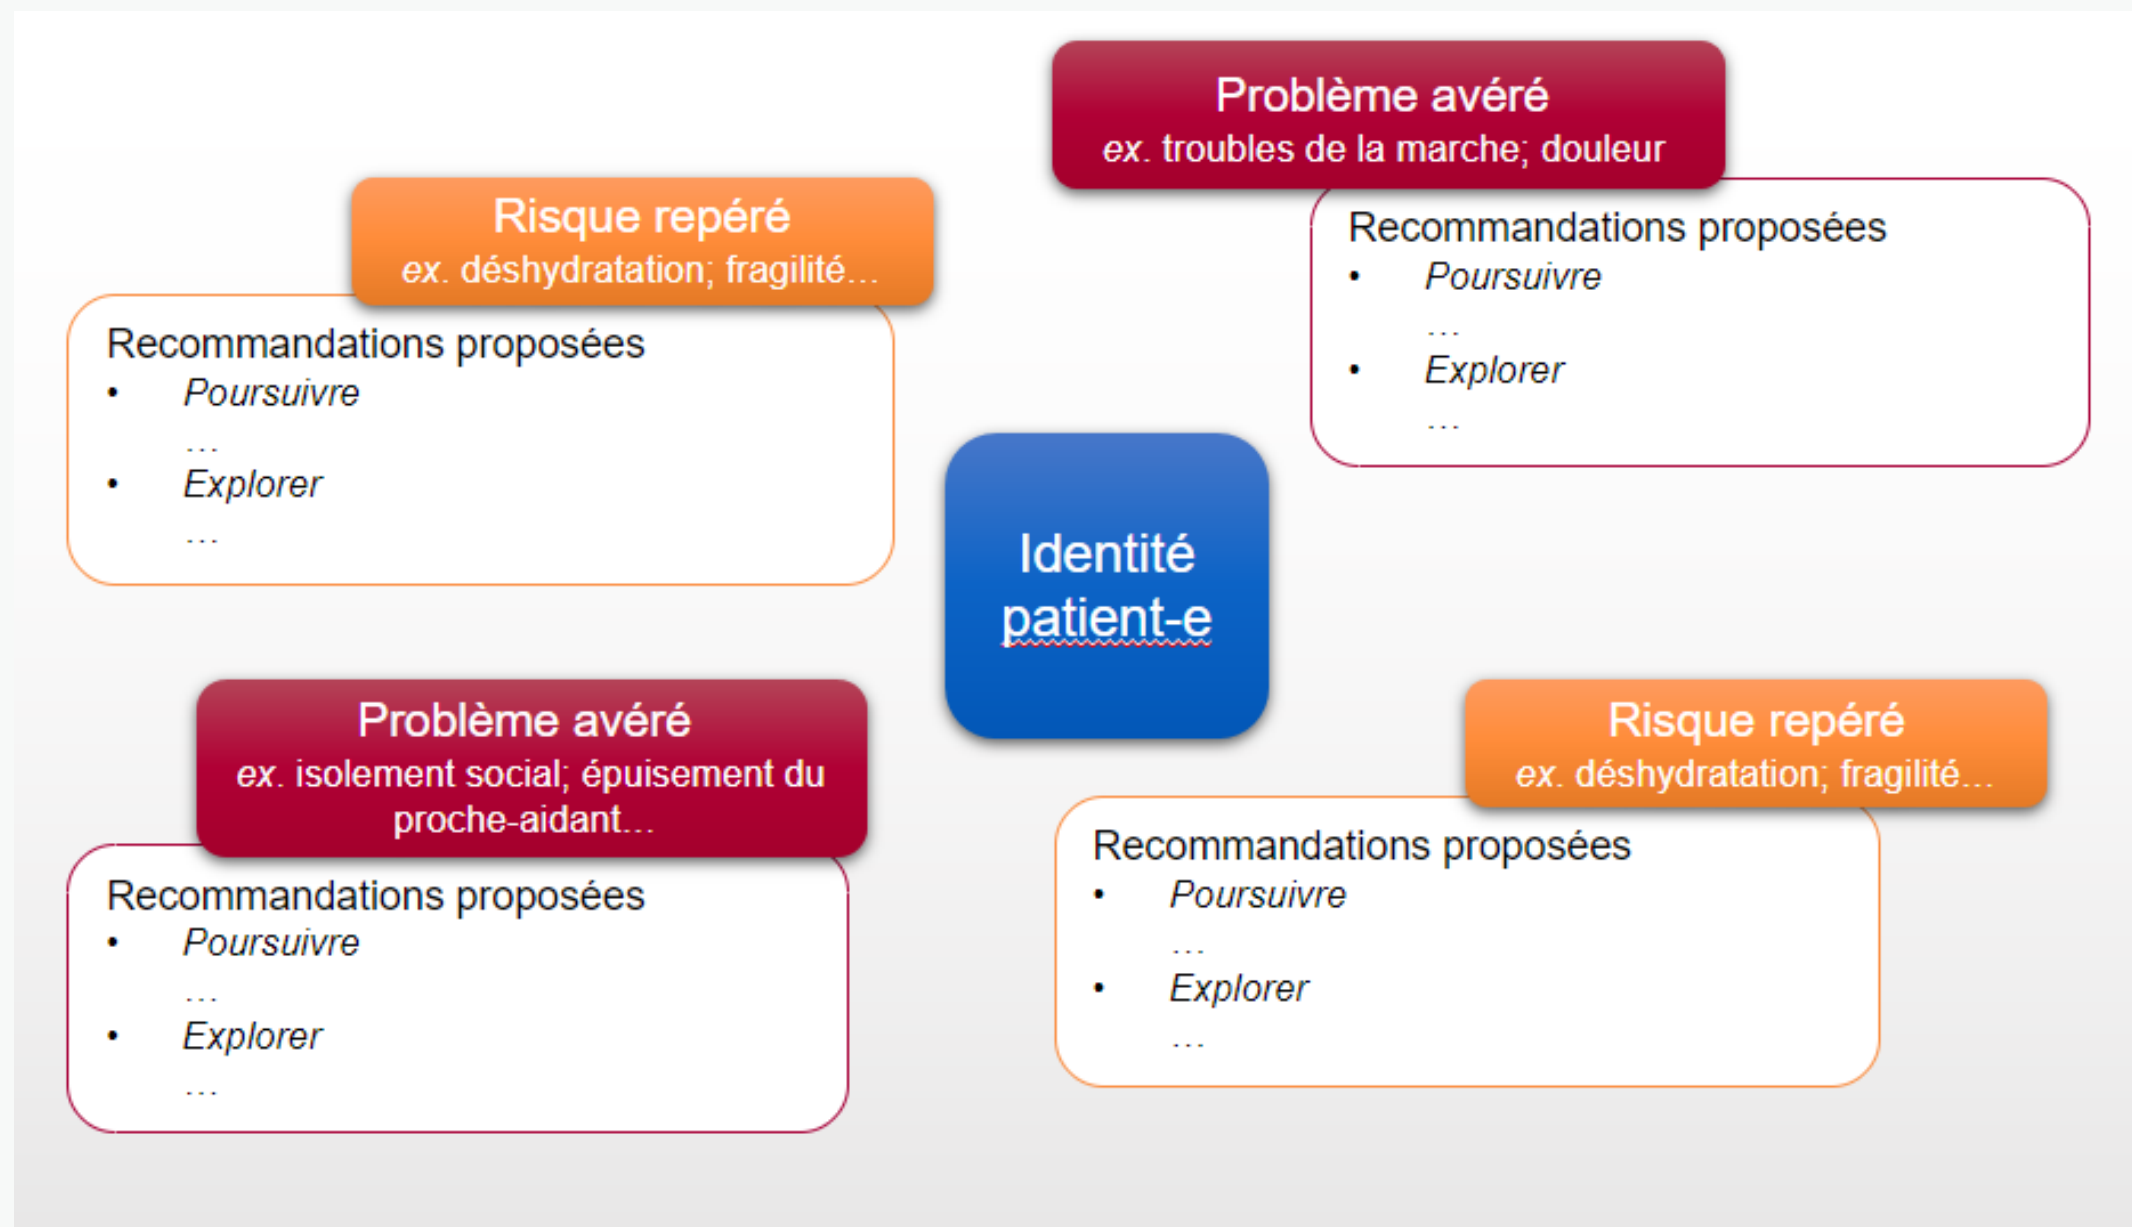 Problème avéré
ex. troubles de la marche; douleur
Recommandations proposées
• Poursuivre
…
• Explorer
…
Risque repéré
ex. déshydratation; fragilité…
Recommandations proposées
• Poursuivre
…
• Explorer
…
Identité
patient-e
Problème avéré
ex. isolement social; épuisement du
proche-aidant…
Recommandations proposées
• Poursuivre
…
• Explorer
…
Risque repéré
ex. déshydratation; fragilité…
Recommandations proposées
• Poursuivre
…
• Explorer
…